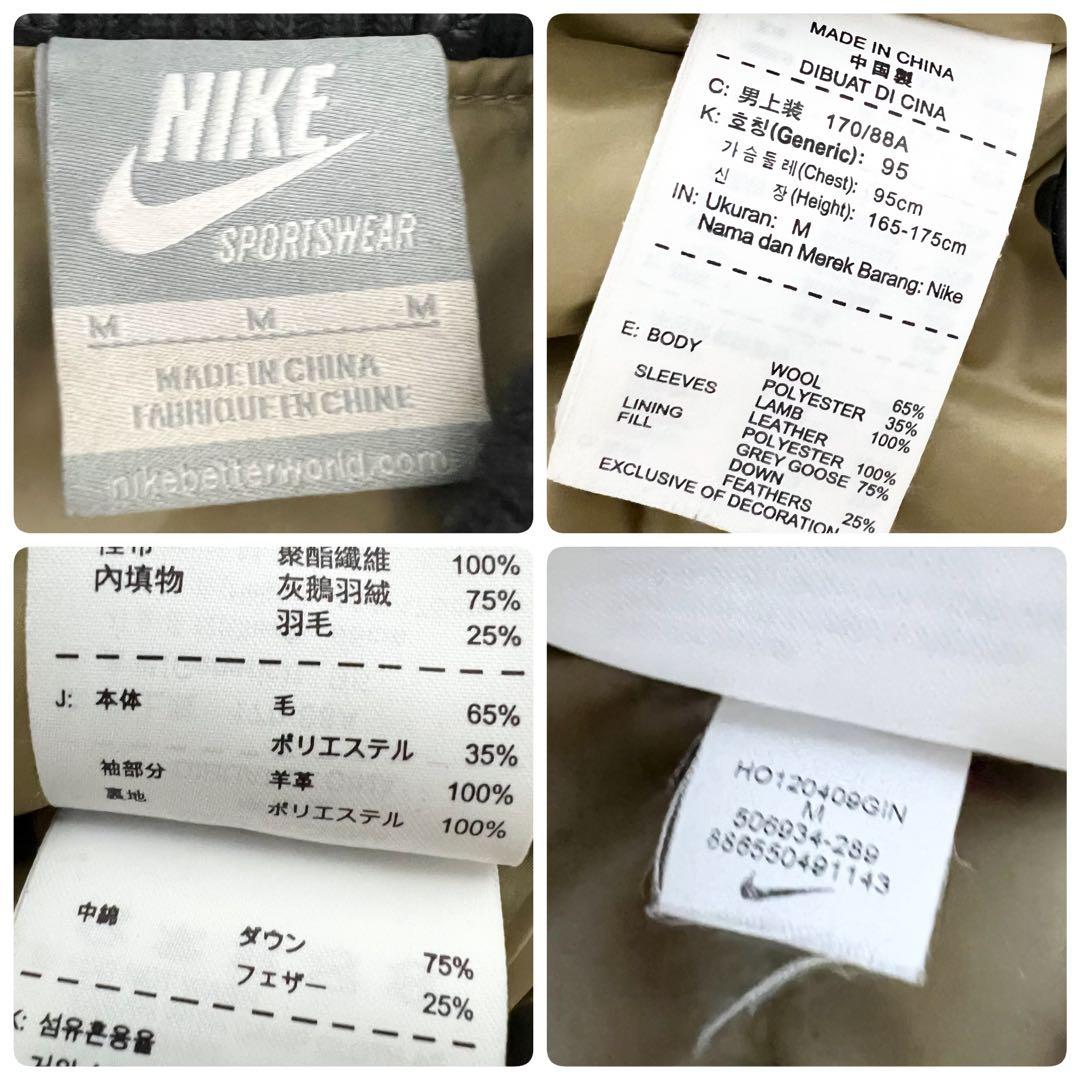 NIKE
SPORTSWEAR
M M M
MADE IN CHINA
FABRIQUE EN CHINE
nikebetterworld.com
MADE IN CHINA
中国製
DIBUAT DI CINA
C: 男上装 170/88A
K: 호칭(Generic): 95
가슴둘레(Chest): 95cm
신 장(Height): 165-175cm
IN: Ukuran: M
Nama dan Merek Barang: Nike
E: BODY WOOL 65%
POLYESTER 35%
SLEEVES LAMB LEATHER 100%
LINING POLYESTER 100%
FILL GREY GOOSE DOWN 75%
FEATHERS 25%
EXCLUSIVE OF DECORATION
聚酯纖維 100%
內填物 灰鵝羽絨 75%
羽毛 25%
J: 本体 毛 65%
ポリエステル 35%
袖部分 羊革 100%
裏地 ポリエステル 100%
中綿 ダウン 75%
フェザー 25%
K: 섬유혼용율
HO120409GIN
M
506934-289
886550491143